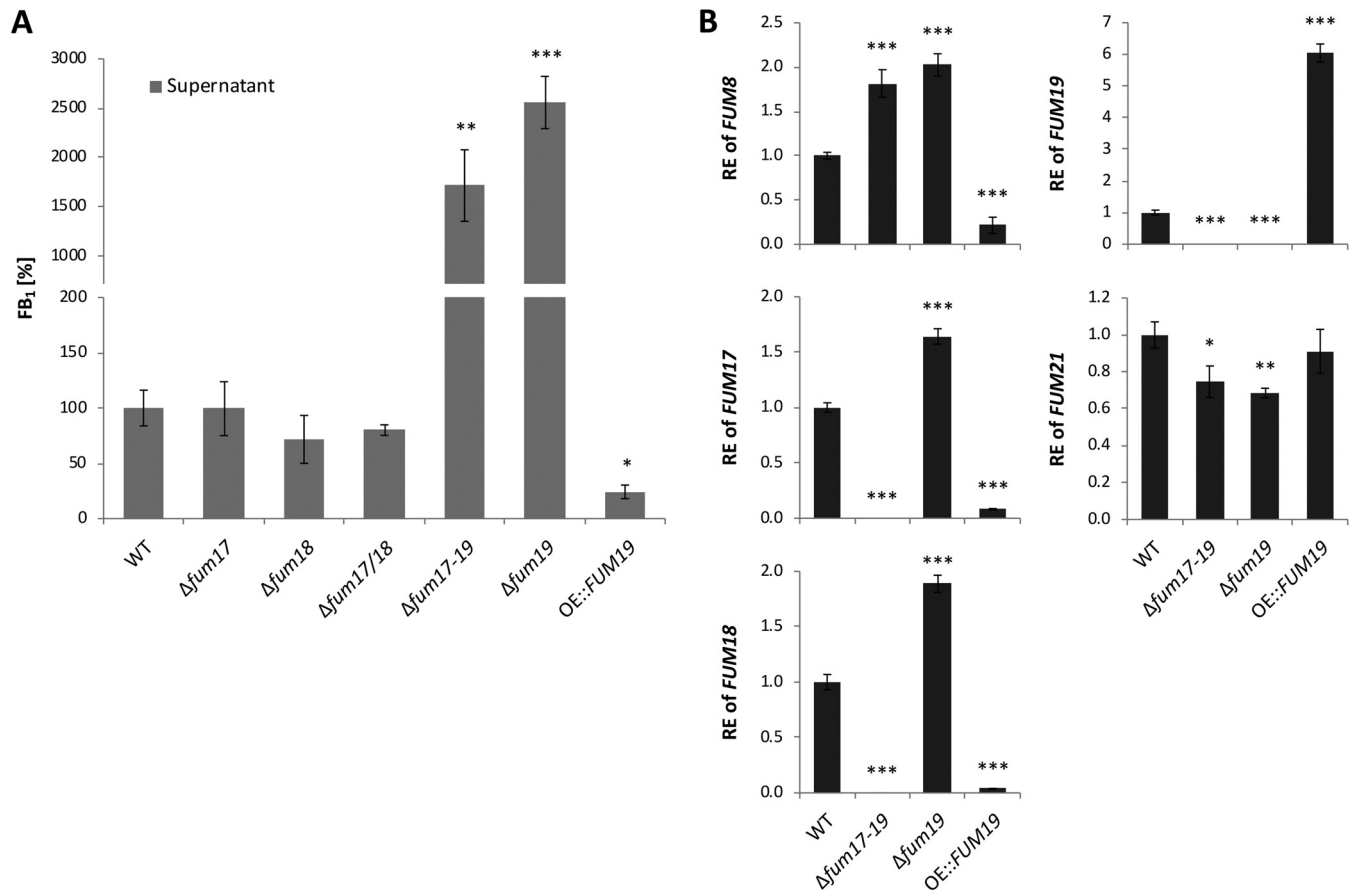 A
FB₁ [%]
3000
2500
2000
1500
1000
200
150
100
50
0
Supernatant
**
***
*
WT
Δfum17
Δfum18
Δfum17/18
Δfum17-19
Δfum19
OE::FUM19
B
RE of FUM8
2.5
2.0
1.5
1.0
0.5
0.0
***
***
***
RE of FUM19
7
6
5
4
3
2
1
0
***
***
***
RE of FUM17
2.0
1.5
1.0
0.5
0.0
***
***
***
RE of FUM21
1.2
1.0
0.8
0.6
0.4
0.2
0.0
*
**
WT
Δfum17-19
Δfum19
OE::FUM19
RE of FUM18
2.0
1.5
1.0
0.5
0.0
***
***
***
WT
Δfum17-19
Δfum19
OE::FUM19